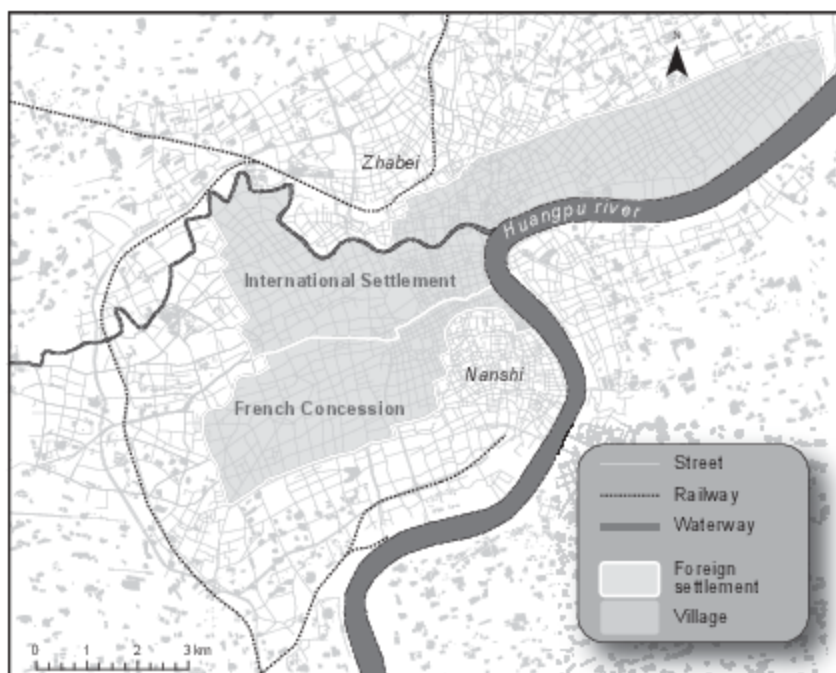 N
Zhabei
Huangpu river
International Settlement
Nanshi
French Concession
Street
Railway
Waterway
Foreign
settlement
Village
0 1 2 3 km